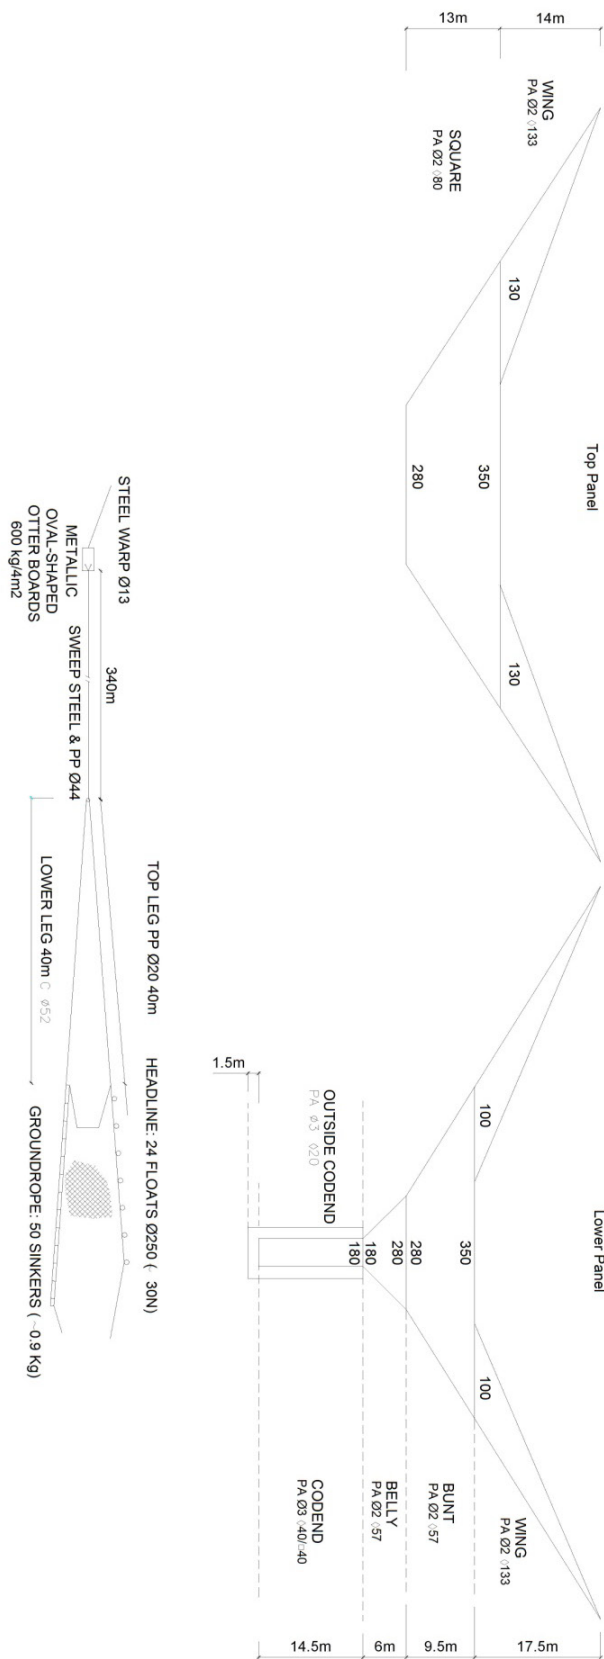 13m
14m
WING
PA Ø2 ◊133
SQUARE
PA Ø2 ◊80
130
350
280
130
Top Panel
STEEL WARP Ø13
METALLIC
OVAL-SHAPED
OTTER BOARDS
600 kg/4m2
340m
SWEEP STEEL & PP Ø44
TOP LEG PP Ø20 40m
LOWER LEG 40m C Ø52
HEADLINE: 24 FLOATS Ø250 (~ 30N)
GROUNDROPE: 50 SINKERS (~0.9 Kg)
Lower Panel
100
350
100
280
280
180
180
1.5m
OUTSIDE CODEND
PA Ø3 ◊20
WING
PA Ø2 ◊133
BUNT
PA Ø2 ◊57
BELLY
PA Ø2 ◊57
CODEND
PA Ø3 ◊40/□40
14.5m
6m
9.5m
17.5m